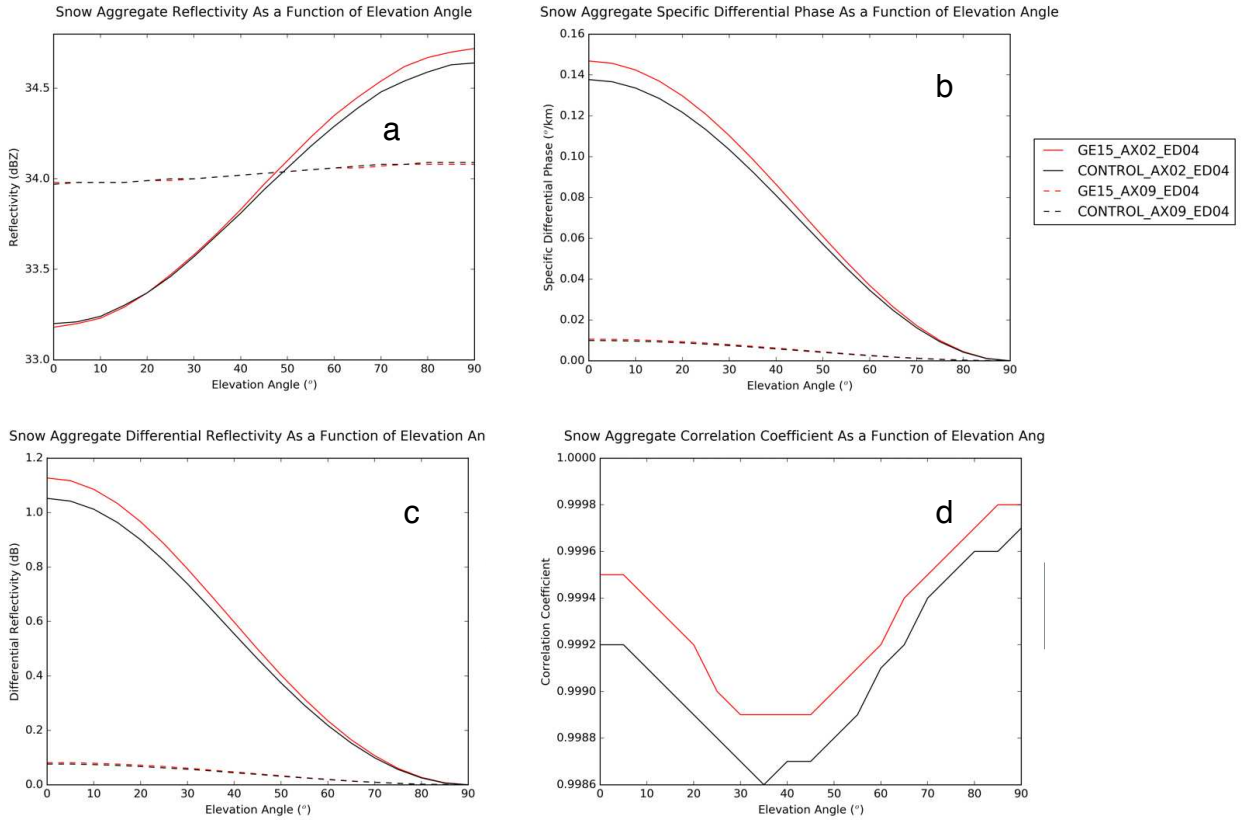 Snow Aggregate Reflectivity As a Function of Elevation Angle
34.5
34.0
33.5
33.0
0 10 20 30 40 50 60 70 80 90
Reflectivity (dBZ)
Elevation Angle (°)
a
Snow Aggregate Specific Differential Phase As a Function of Elevation Angle
0.16
0.14
0.12
0.10
0.08
0.06
0.04
0.02
0.00
0 10 20 30 40 50 60 70 80 90
Specific Differential Phase (°/km)
Elevation Angle (°)
b
GE15_AX02_ED04
CONTROL_AX02_ED04
GE15_AX09_ED04
CONTROL_AX09_ED04
Snow Aggregate Differential Reflectivity As a Function of Elevation An
1.2
1.0
0.8
0.6
0.4
0.2
0.0
0 10 20 30 40 50 60 70 80 90
Differential Reflectivity (dB)
Elevation Angle (°)
c
Snow Aggregate Correlation Coefficient As a Function of Elevation Ang
1.0000
0.9998
0.9996
0.9994
0.9992
0.9990
0.9988
0.9986
0 10 20 30 40 50 60 70 80 90
Correlation Coefficient
Elevation Angle (°)
d